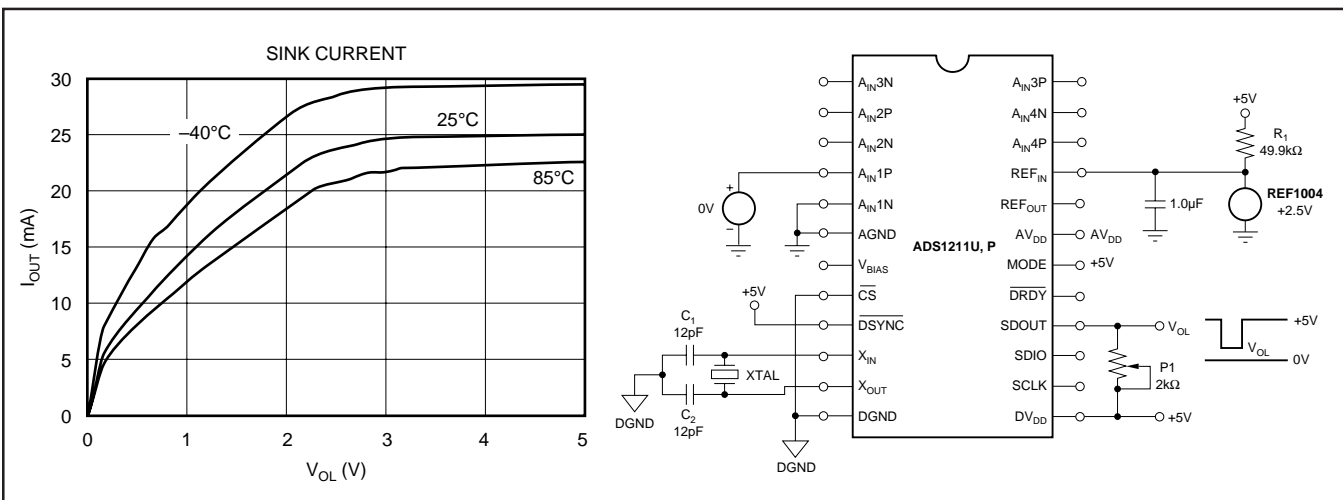 SINK CURRENT
30
25
20
15
10
5
0
I_OUT (mA)
–40°C
25°C
85°C
0 1 2 3 4 5
V_OL (V)
A_IN3N
A_IN2P
A_IN2N
A_IN1P
A_IN1N
AGND
V_BIAS
CS
DSYNC
X_IN
X_OUT
DGND
ADS1211U, P
A_IN3P
A_IN4N
A_IN4P
REF_IN
REF_OUT
AV_DD
MODE
DRDY
SDOUT
SDIO
SCLK
DV_DD
+
0V
–
+5V
C_1
12pF
XTAL
C_2
12pF
DGND
DGND
+5V
R_1
49.9kΩ
1.0µF
REF1004
+2.5V
AV_DD
+5V
V_OL
P1
2kΩ
+5V
+5V
V_OL
0V